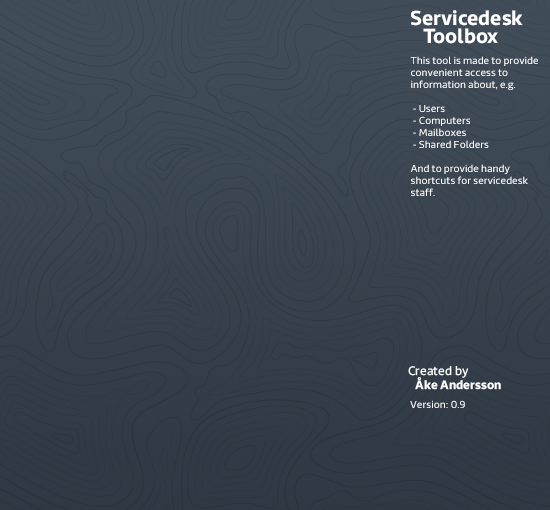 Servicedesk
Toolbox
This tool is made to provide
convenient access to
information about, e.g.
- Users
- Computers
- Mailboxes
- Shared Folders
And to provide handy
shortcuts for servicedesk
staff.
Created by
Åke Andersson
Version: 0.9